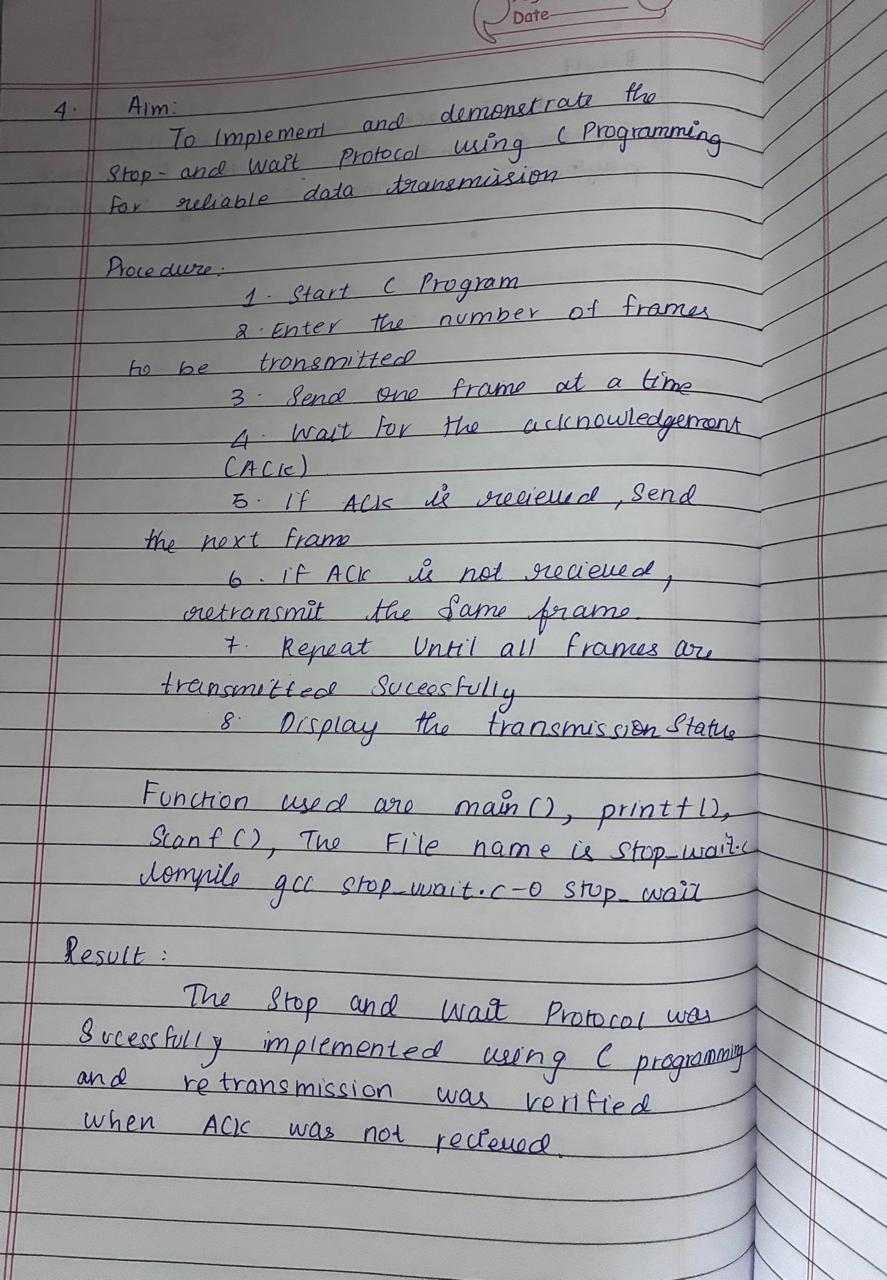 Date
4. Aim:
To Implement and demonstrate the
Stop-and Wait Protocol using C Programming
For reliable data transmission
Procedure:
1. Start C Program
2. Enter the number of frames
to be transmitted
3. Send one frame at a time
4. Wait for the acknowledgement
(ACK)
5. If ACK is recieved, Send
the next frame
6. if ACK is not recieved,
retransmit the Same frame.
7. Repeat Until all frames are
transmitted Sucessfully
8. Display the transmission Status
Function used are main(), printf(),
Scanf(), The File name is Stop_wait.c
Compile gcc stop_wait.c-o stop_wait
Result:
The Stop and Wait Protocol was
Sucessfully implemented using C programming
and retransmission was verified
when ACK was not recieved.